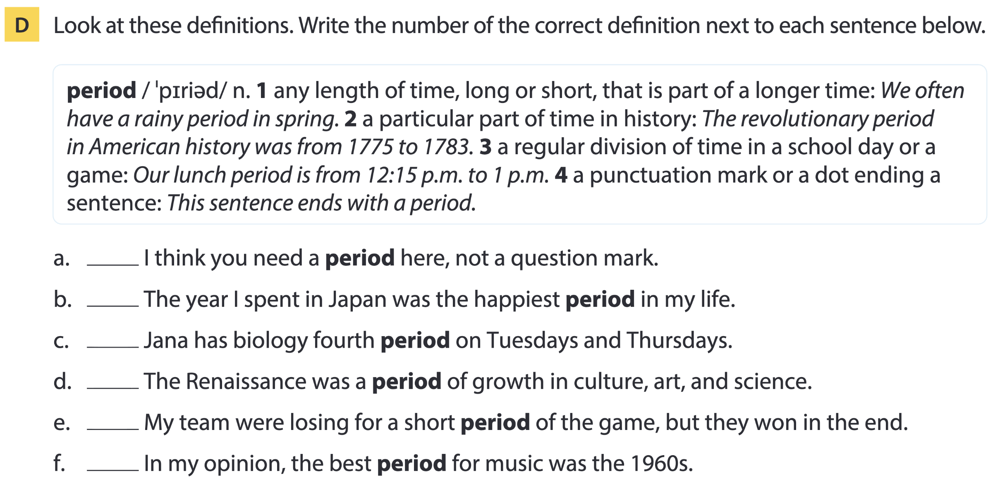 D Look at these definitions. Write the number of the correct definition next to each sentence below.
period / ˈpɪriəd/ n. 1 any length of time, long or short, that is part of a longer time: We often
have a rainy period in spring. 2 a particular part of time in history: The revolutionary period
in American history was from 1775 to 1783. 3 a regular division of time in a school day or a
game: Our lunch period is from 12:15 p.m. to 1 p.m. 4 a punctuation mark or a dot ending a
sentence: This sentence ends with a period.
a. _____ I think you need a period here, not a question mark.
b. _____ The year I spent in Japan was the happiest period in my life.
c. _____ Jana has biology fourth period on Tuesdays and Thursdays.
d. _____ The Renaissance was a period of growth in culture, art, and science.
e. _____ My team were losing for a short period of the game, but they won in the end.
f. _____ In my opinion, the best period for music was the 1960s.